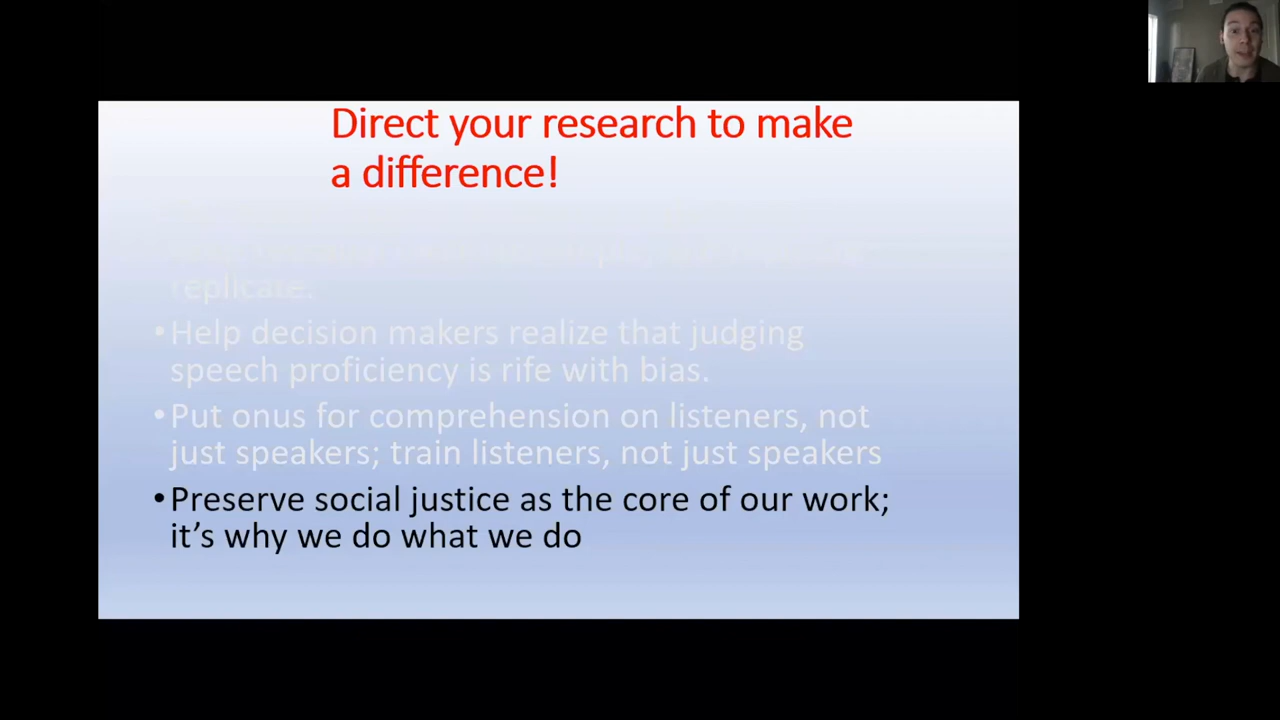 Direct your research to make
a difference!
replicate.
•Help decision makers realize that judging
speech proficiency is rife with bias.
•Put onus for comprehension on listeners, not
just speakers; train listeners, not just speakers
•Preserve social justice as the core of our work;
it’s why we do what we do